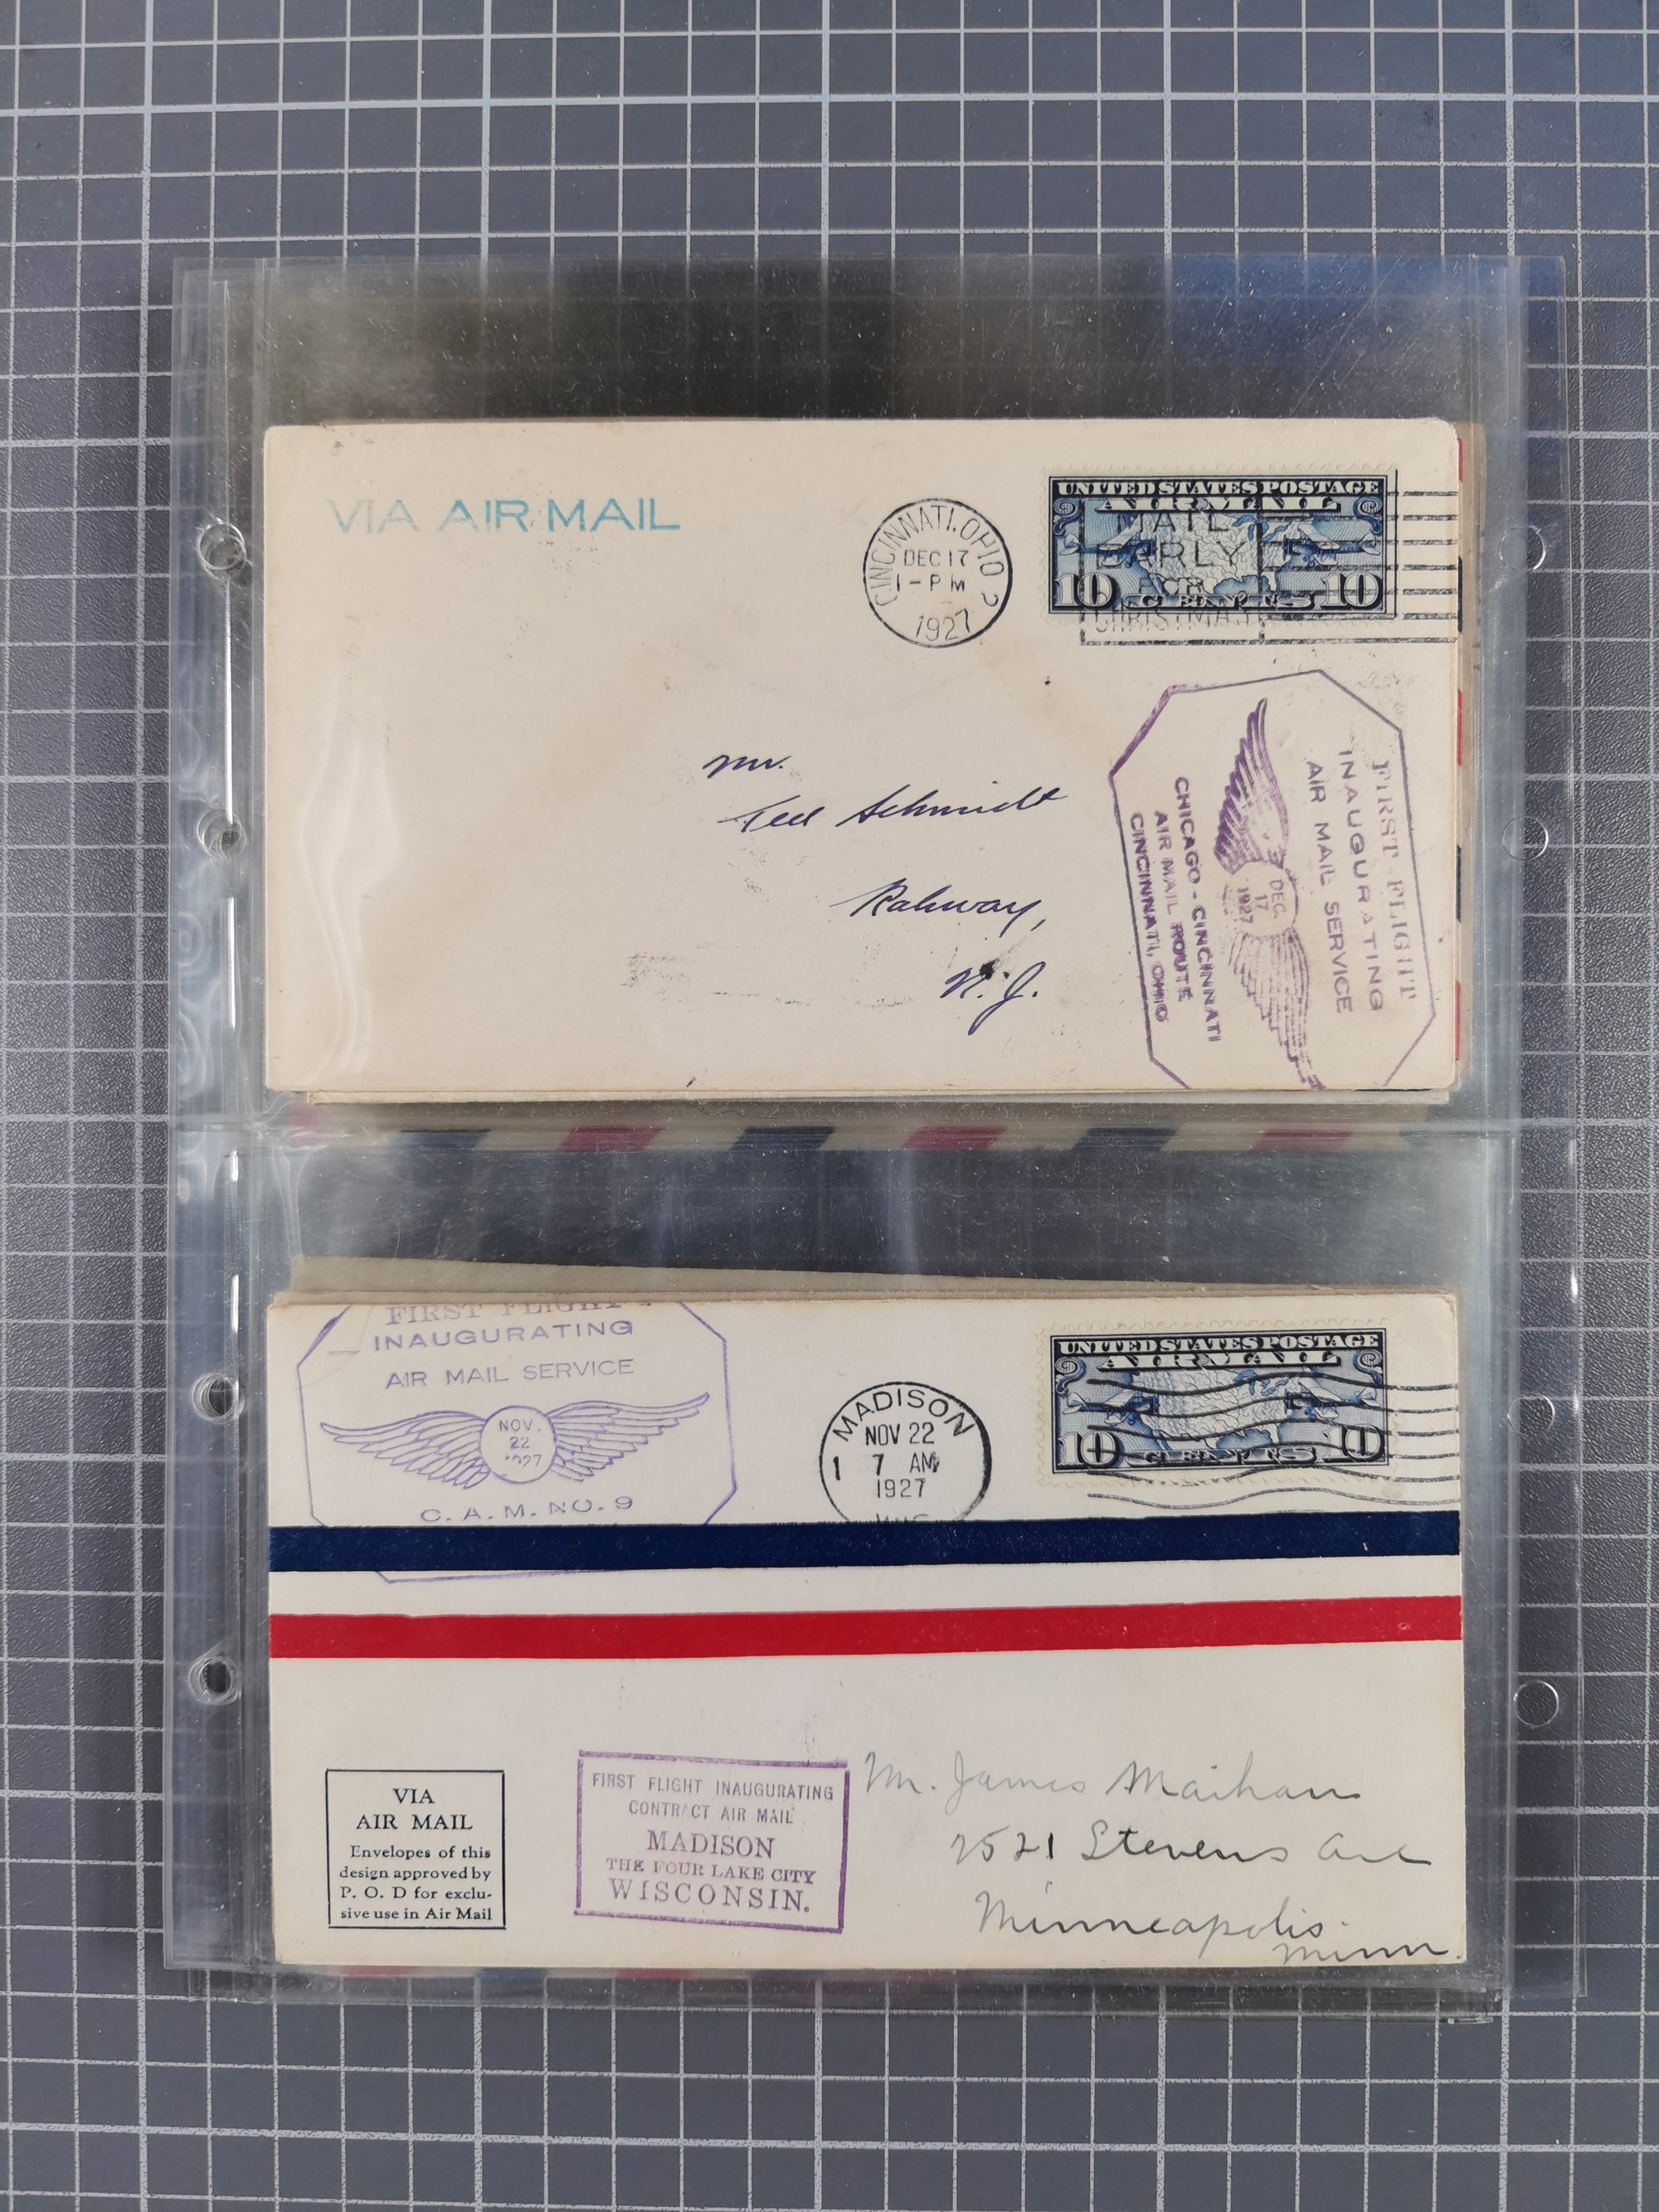 VIA AIR MAIL
CINCINNATI, OHIO 2
DEC 17
1-PM
1927
UNITED STATES POSTAGE
AIR MAIL
10 CENTS 10
MAIL
EARLY
FOR
CHRISTMAS
Mr.
Ted Schmidt
Rahway,
N.J.
FIRST FLIGHT
INAUGURATING
AIR MAIL SERVICE
DEC.
17
1927
CHICAGO - CINCINNATI
AIR MAIL ROUTE
CINCINNATI, OHIO
FIRST FLIGHT
INAUGURATING
AIR MAIL SERVICE
NOV.
22
1927
C. A. M. NO. 9
MADISON
NOV 22
1 7 AM
1927
UNITED STATES POSTAGE
AIR MAIL
10 CENTS 10
VIA
AIR MAIL
Envelopes of this
design approved by
P. O. D for exclu-
sive use in Air Mail
FIRST FLIGHT INAUGURATING
CONTRACT AIR MAIL
MADISON
THE FOUR LAKE CITY
WISCONSIN.
Mr. James Maihan
2521 Stevens Ave
Minneapolis.
Minn.